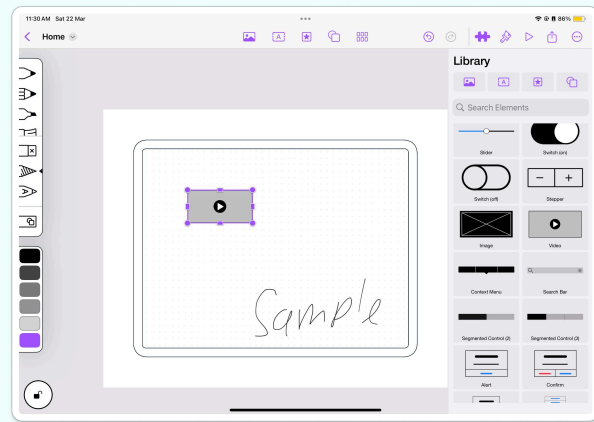 11:30 AM Sat 22 Mar
86%
Home
A
Library
A
Search Elements
Slider
Switch (on)
Switch (off)
Stepper
Image
Video
Context Menu
Search Bar
Segmented Control (2)
Segmented Control (3)
Alert
Confirm
Sample